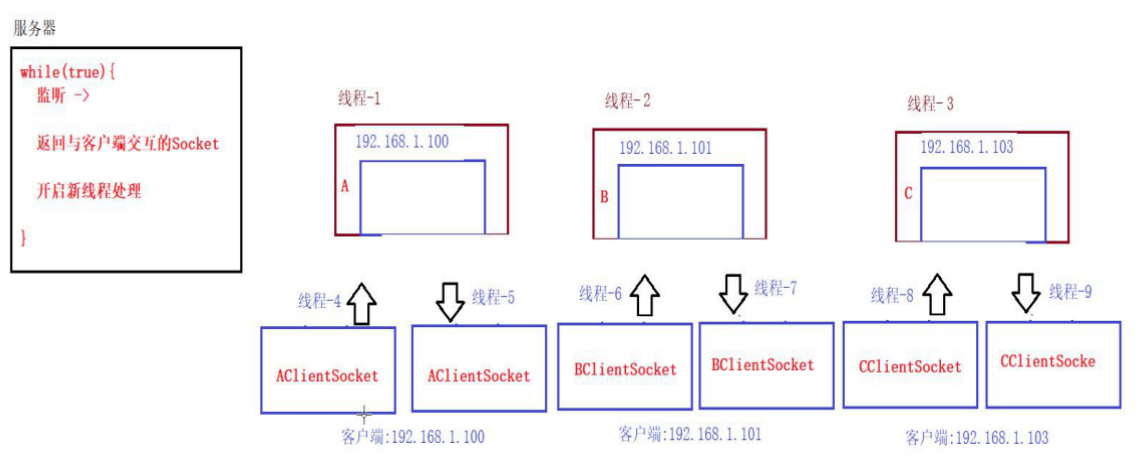 服务器
while(true){
监听 ->
返回与客户端交互的Socket
开启新线程处理
}
线程-1
线程-2
线程-3
192.168.1.100
192.168.1.101
192.168.1.103
A
B
C
线程-4
线程-5
线程-6
线程-7
线程-8
线程-9
AClientSocket
AClientSocket
BClientSocket
BClientSocket
CClientSocket
CClientSocke
客户端:192.168.1.100
客户端:192.168.1.101
客户端:192.168.1.103